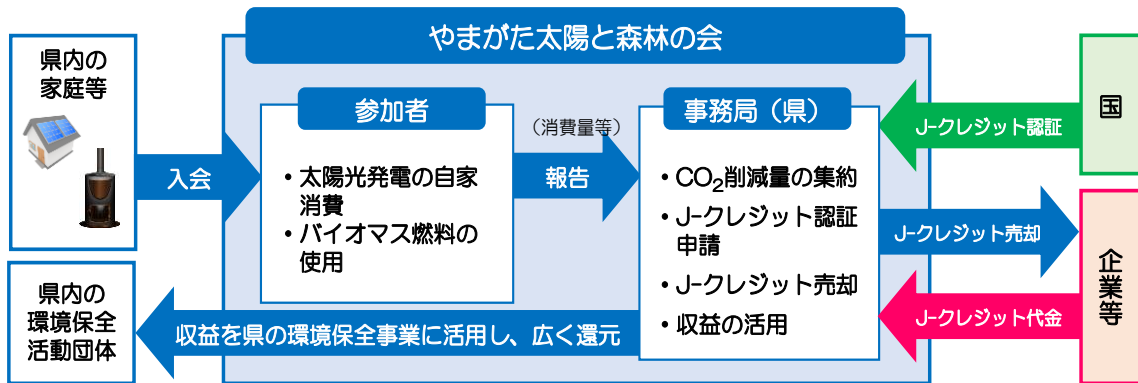 やまがた太陽と森林の会
県内の
家庭等
入会
参加者
・太陽光発電の自家
消費
・バイオマス燃料の
使用
（消費量等）
報告
事務局（県）
・CO₂削減量の集約
・J-クレジット認証
申請
・J-クレジット売却
・収益の活用
J-クレジット認証
国
J-クレジット売却
J-クレジット代金
企業等
収益を県の環境保全事業に活用し、広く還元
県内の
環境保全
活動団体